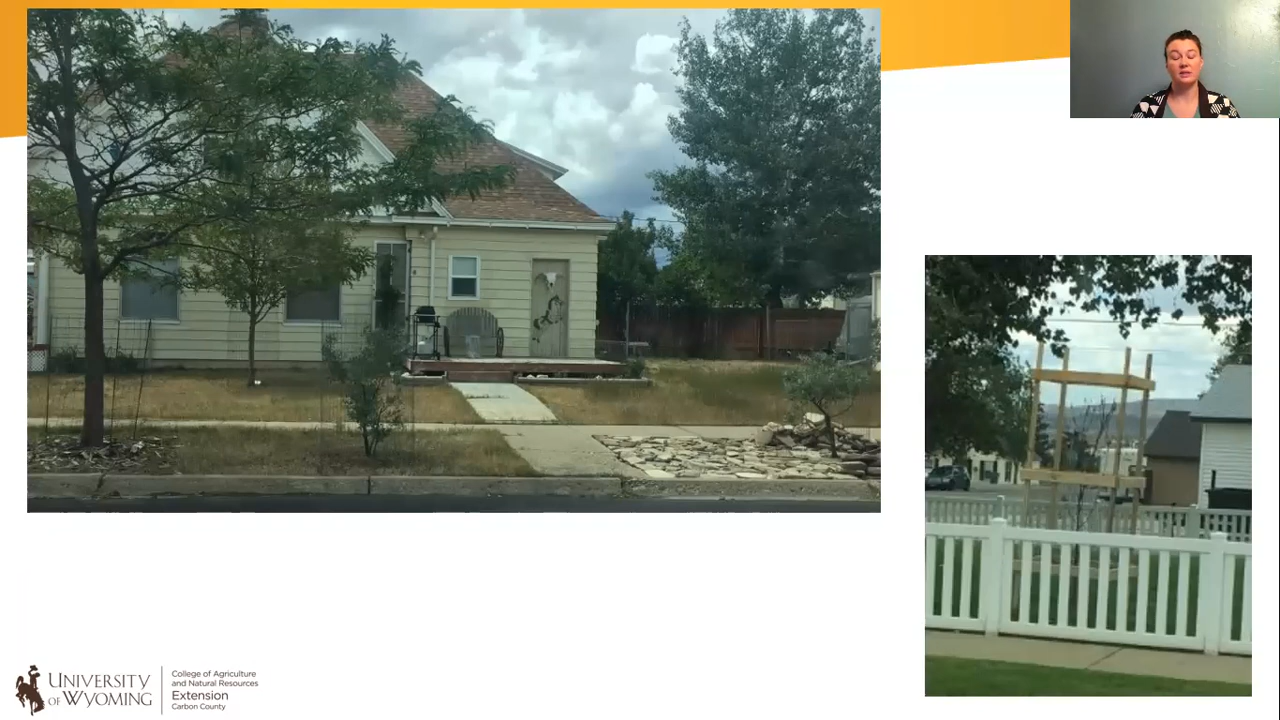 UNIVERSITY
OF WYOMING
College of Agriculture
and Natural Resources
Extension
Carbon County